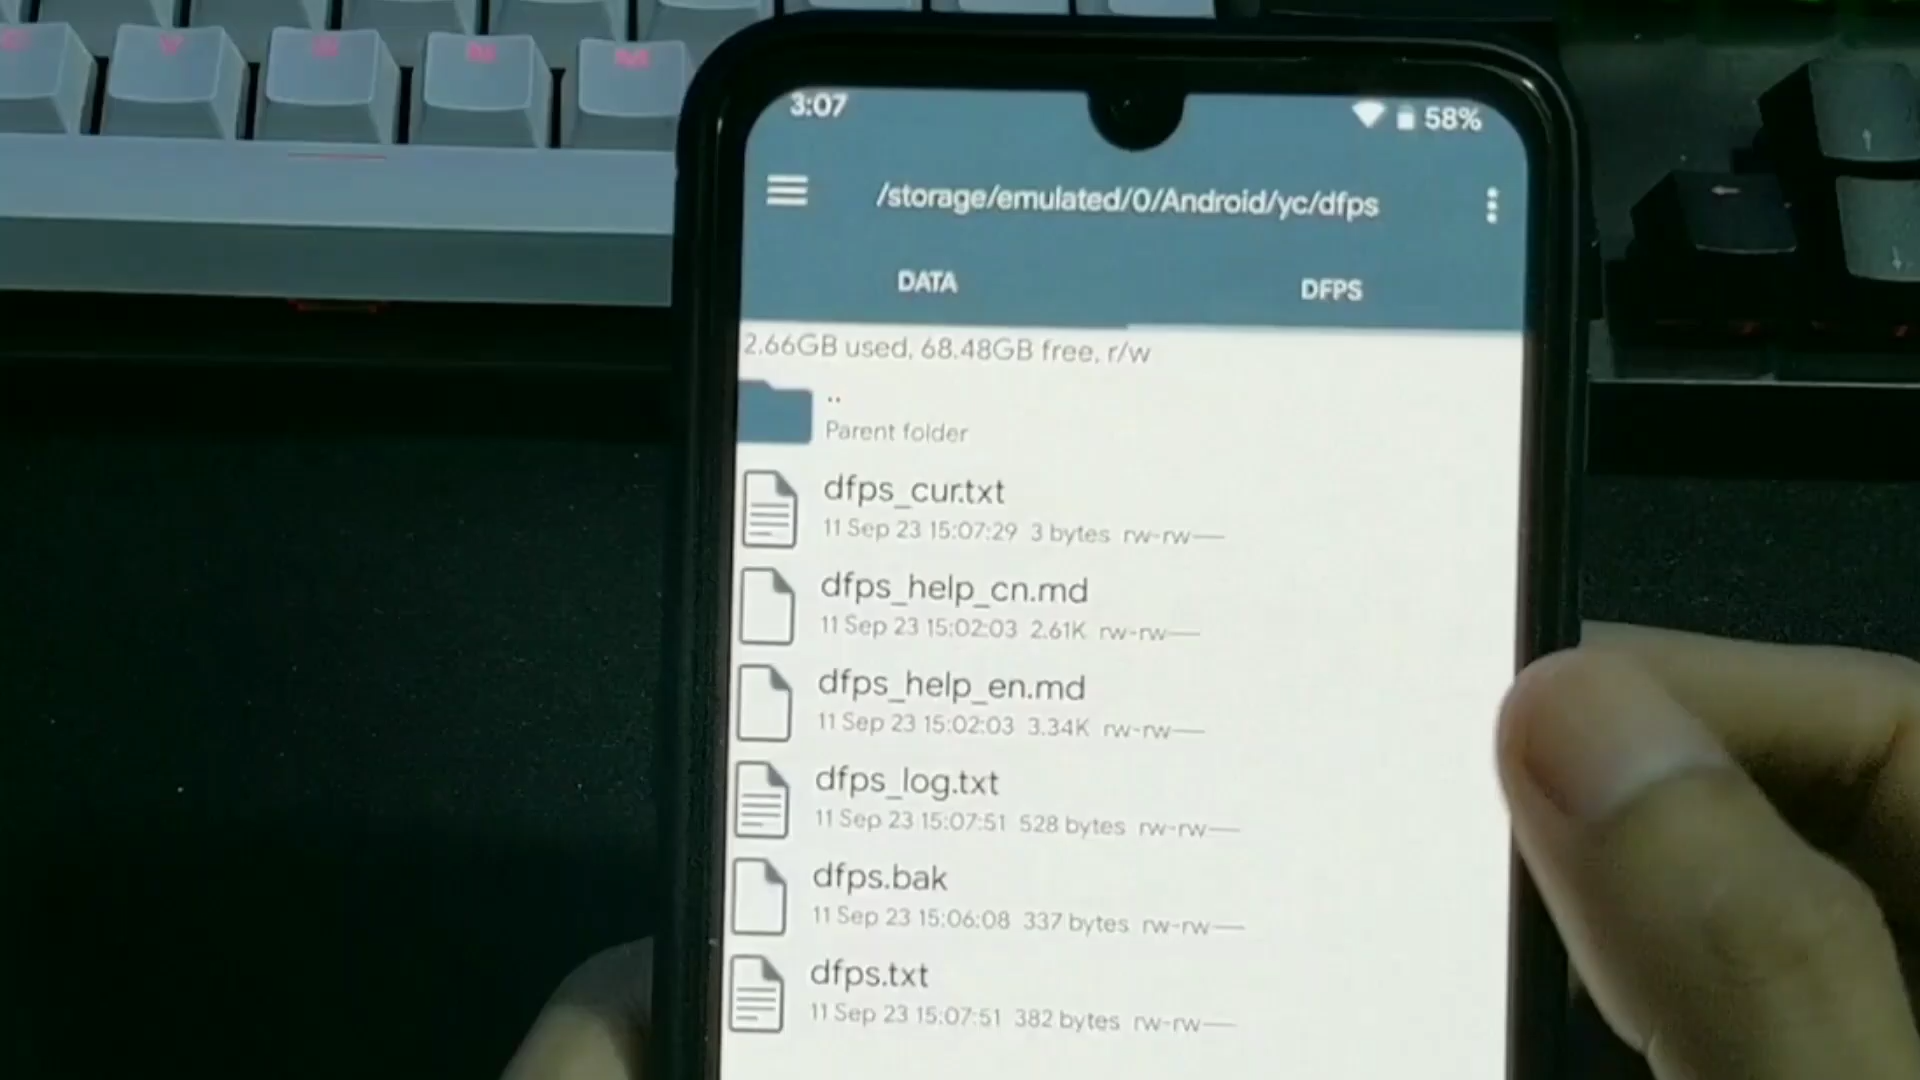 3:07
58%
/storage/emulated/0/Android/yc/dfps
DATA
DFPS
2.66GB used, 68.48GB free, r/w
..
Parent folder
dfps_cur.txt
11 Sep 23 15:07:29 3 bytes rw-rw----
dfps_help_cn.md
11 Sep 23 15:02:03 2.61K rw-rw----
dfps_help_en.md
11 Sep 23 15:02:03 3.34K rw-rw----
dfps_log.txt
11 Sep 23 15:07:51 528 bytes rw-rw----
dfps.bak
11 Sep 23 15:06:08 337 bytes rw-rw----
dfps.txt
11 Sep 23 15:07:51 382 bytes rw-rw----